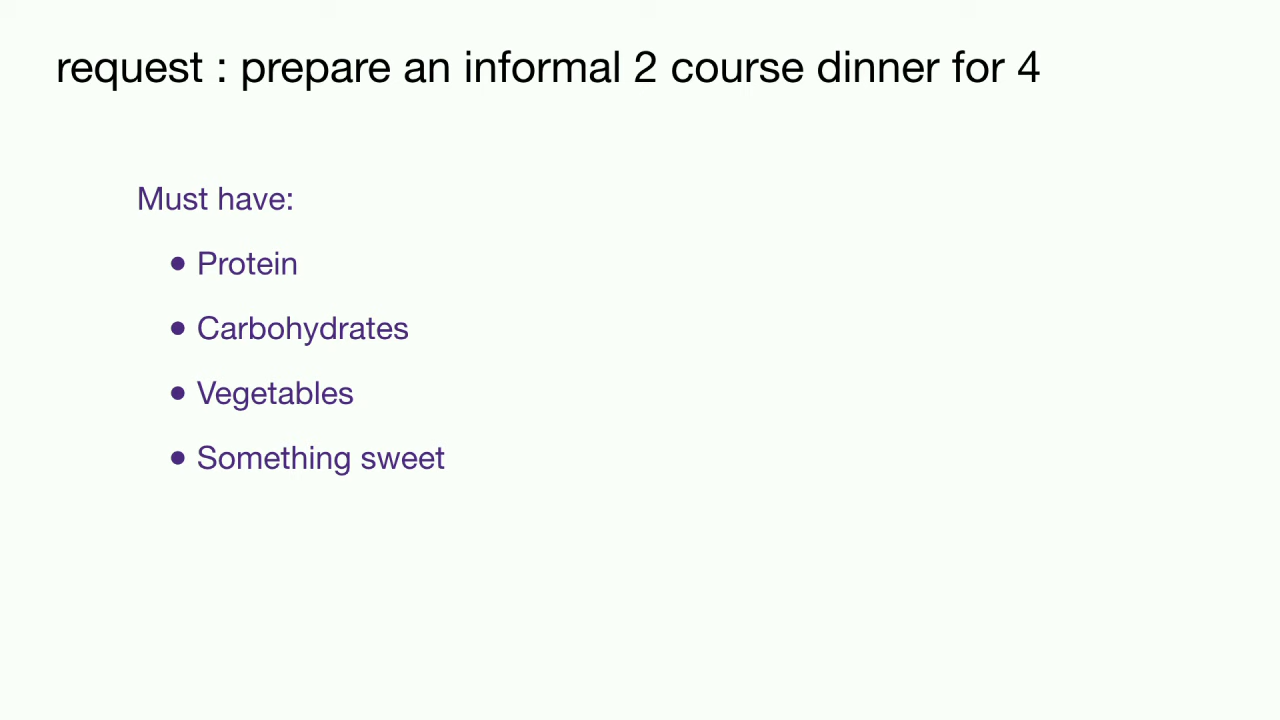 request : prepare an informal 2 course dinner for 4
Must have:
• Protein
• Carbohydrates
• Vegetables
• Something sweet